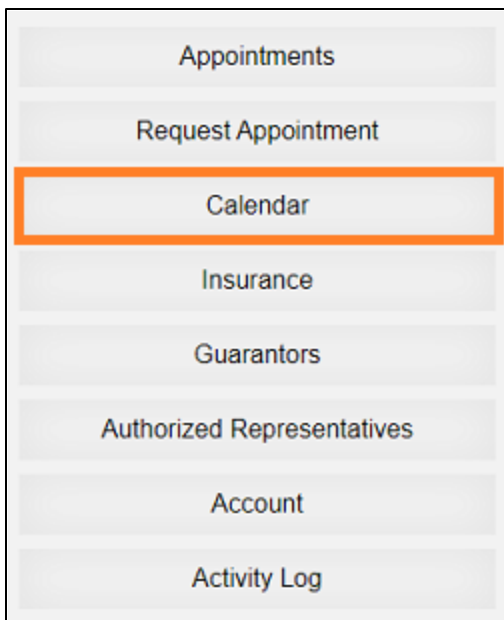 Appointments
Request Appointment
Calendar
Insurance
Guarantors
Authorized Representatives
Account
Activity Log